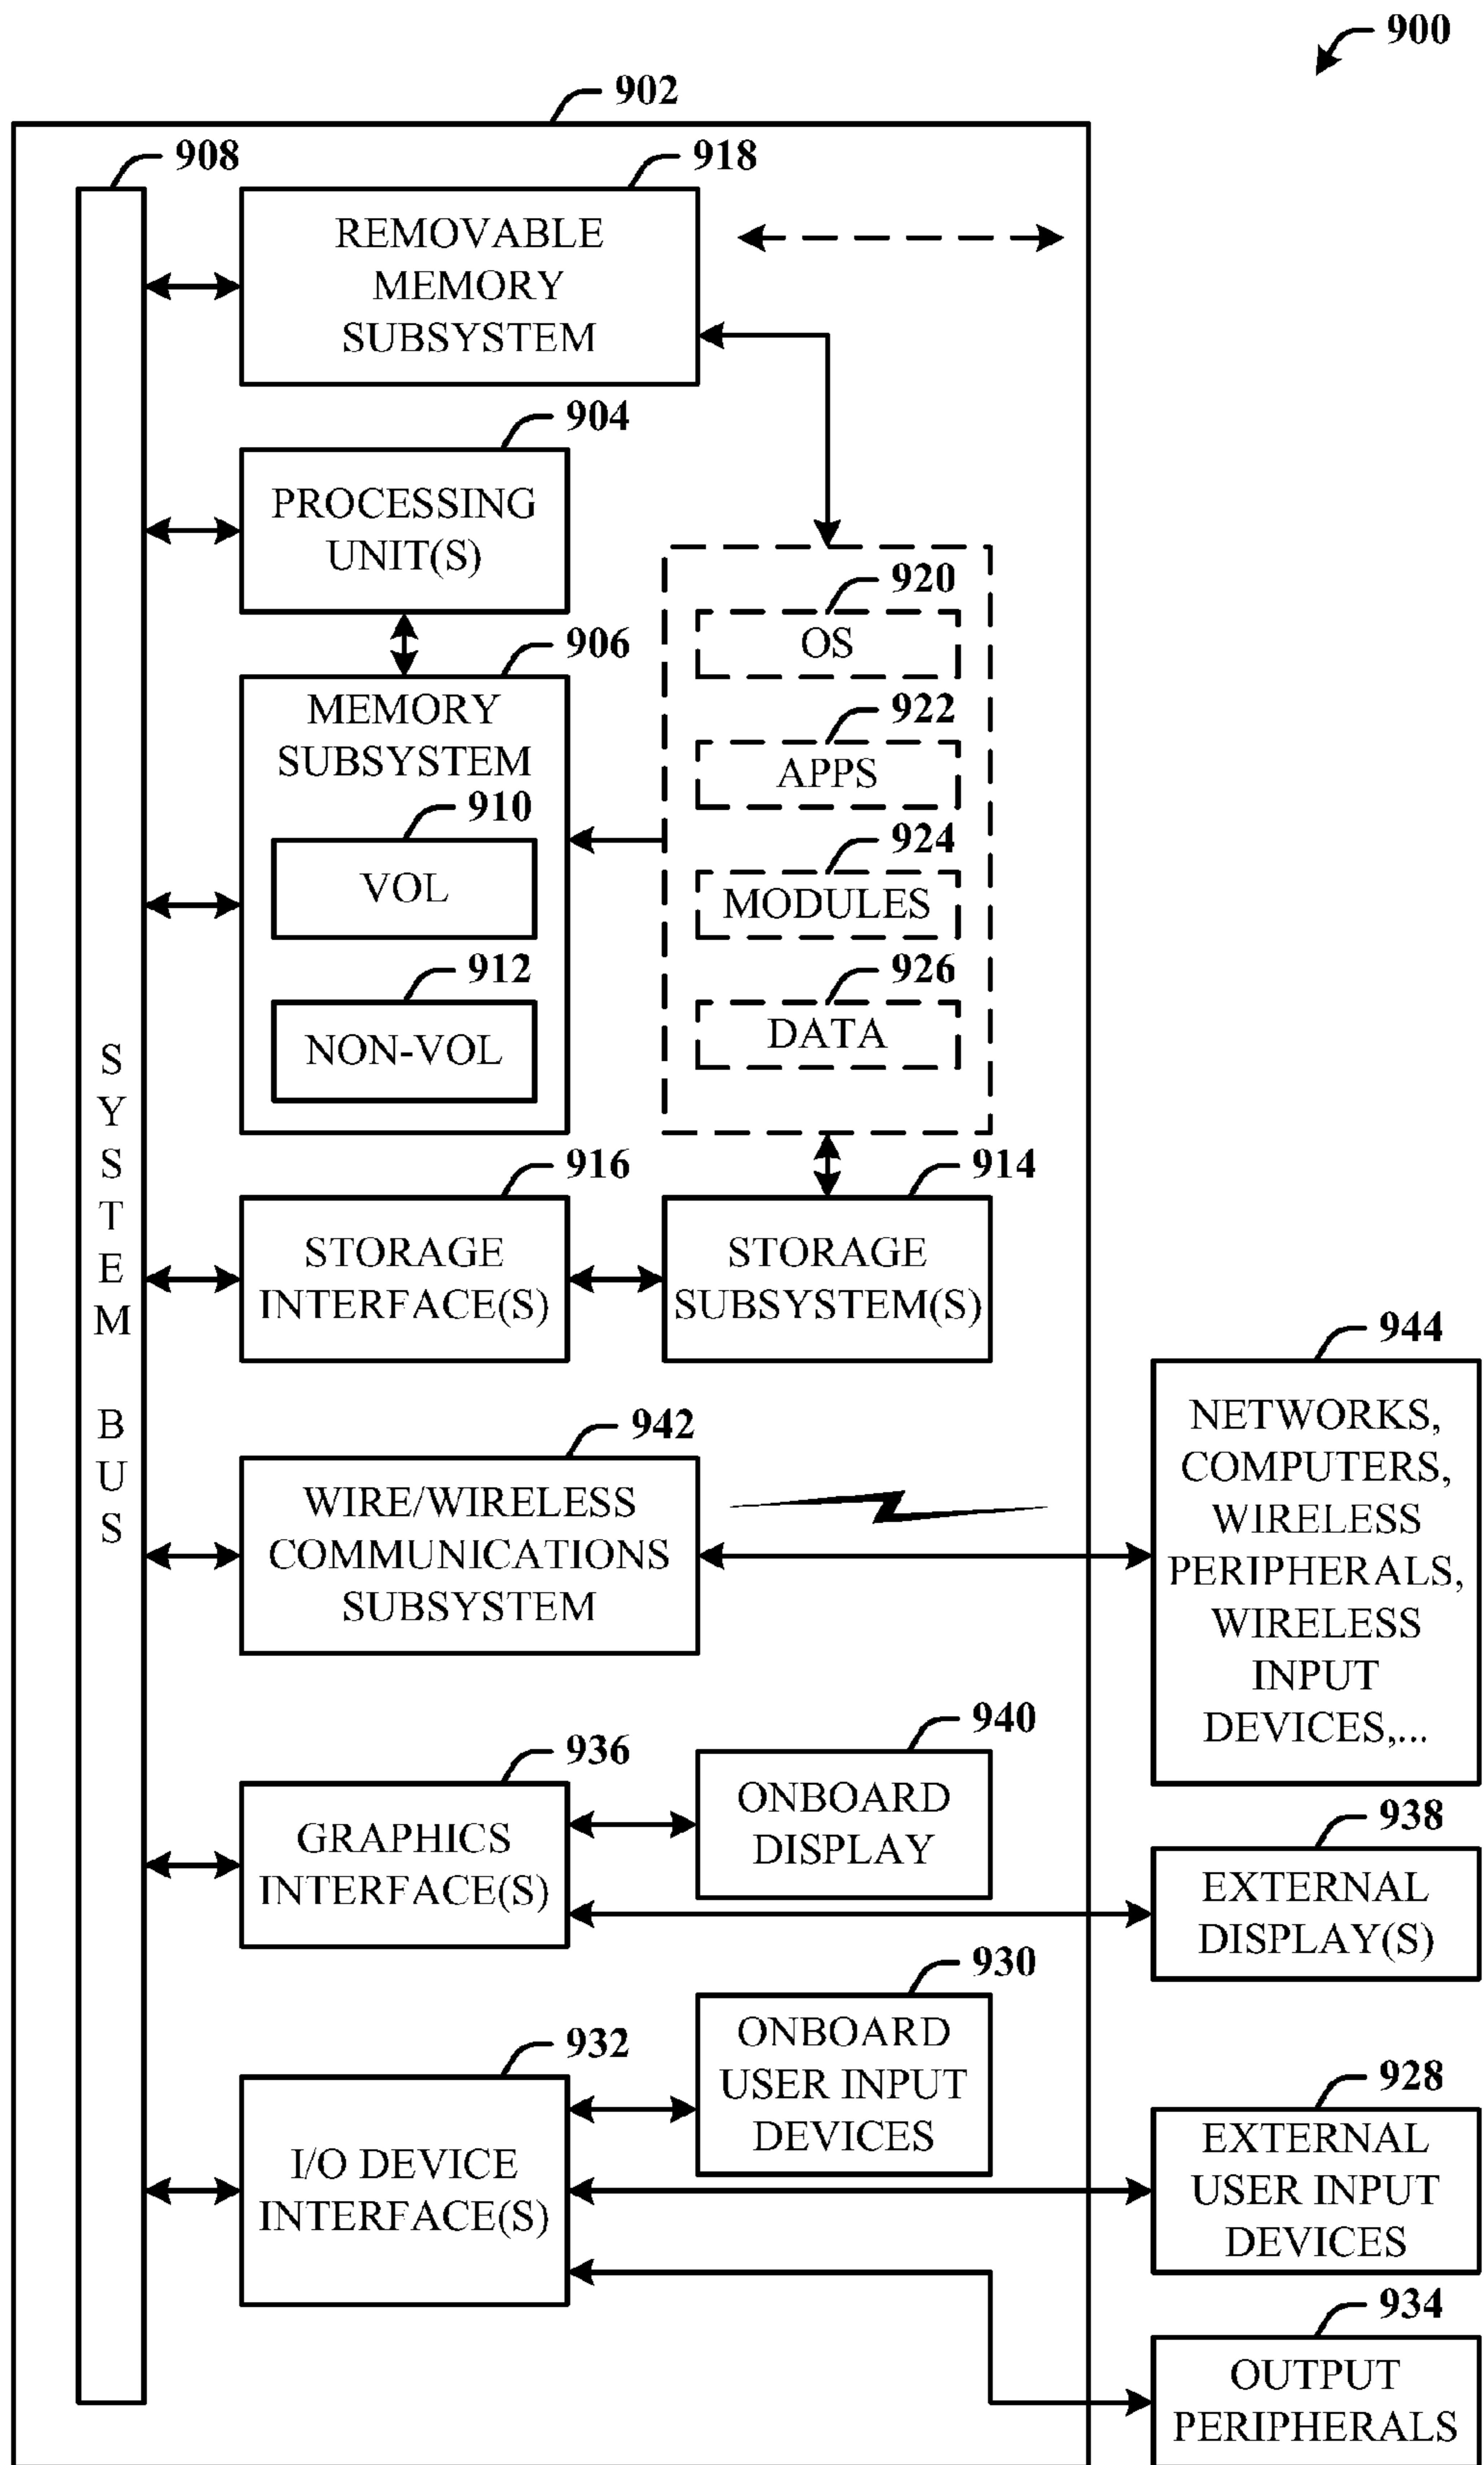 900
902
908
918
REMOVABLE
MEMORY
SUBSYSTEM
904
PROCESSING
UNIT(S)
906
MEMORY
SUBSYSTEM
910
VOL
912
NON-VOL
920
OS
922
APPS
924
MODULES
926
DATA
SYSTEM BUS
916
STORAGE
INTERFACE(S)
914
STORAGE
SUBSYSTEM(S)
942
WIRE/WIRELESS
COMMUNICATIONS
SUBSYSTEM
944
NETWORKS,
COMPUTERS,
WIRELESS
PERIPHERALS,
WIRELESS
INPUT
DEVICES,...
936
GRAPHICS
INTERFACE(S)
940
ONBOARD
DISPLAY
938
EXTERNAL
DISPLAY(S)
932
I/O DEVICE
INTERFACE(S)
930
ONBOARD
USER INPUT
DEVICES
928
EXTERNAL
USER INPUT
DEVICES
934
OUTPUT
PERIPHERALS